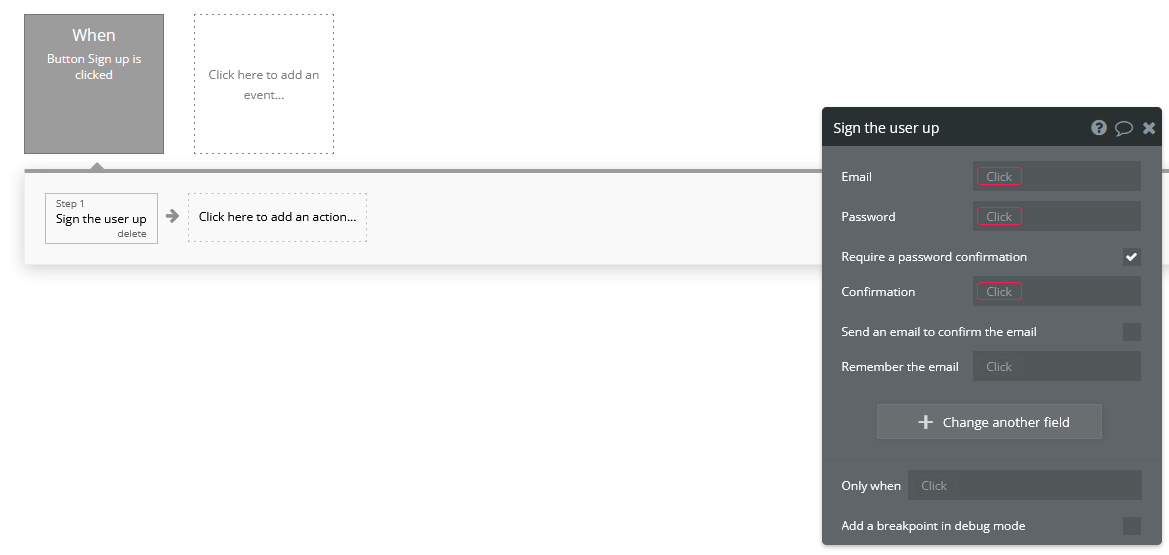 When
Button Sign up is
clicked
Click here to add an
event...
Step 1
Sign the user up
delete
Click here to add an action...
Sign the user up
Email
Click
Password
Click
Require a password confirmation
Confirmation
Click
Send an email to confirm the email
Remember the email
Click
Change another field
Only when
Click
Add a breakpoint in debug mode